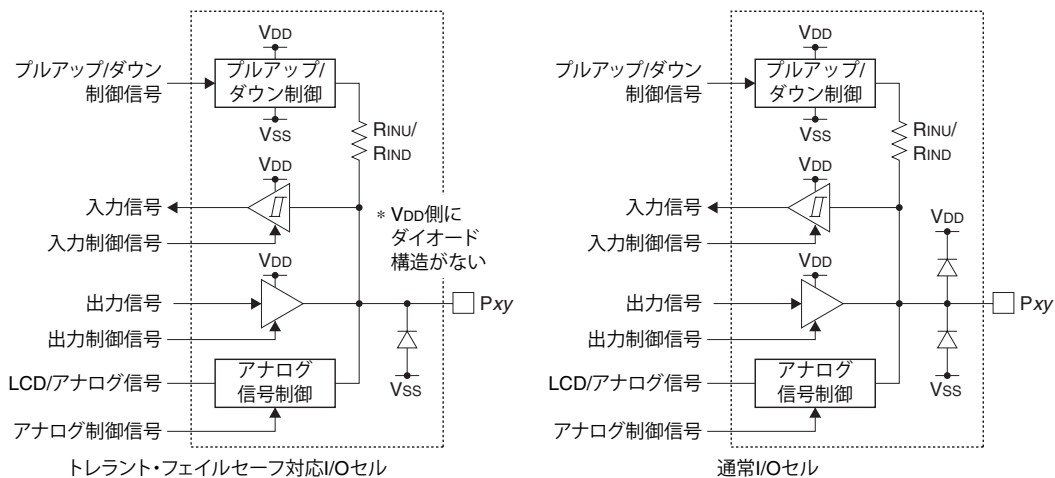 VDD
プルアップ/ダウン
制御信号
プルアップ/
ダウン制御
VSS
RINU/
RIND
VDD
入力信号
入力制御信号
* VDD側に
ダイオード
構造がない
VDD
出力信号
出力制御信号
Pxy
LCD/アナログ信号
アナログ
信号制御
VSS
アナログ制御信号
トレラント・フェイルセーフ対応I/Oセル
VDD
プルアップ/ダウン
制御信号
プルアップ/
ダウン制御
VSS
RINU/
RIND
VDD
入力信号
入力制御信号
VDD
VDD
出力信号
出力制御信号
Pxy
LCD/アナログ信号
アナログ
信号制御
VSS
アナログ制御信号
通常I/Oセル